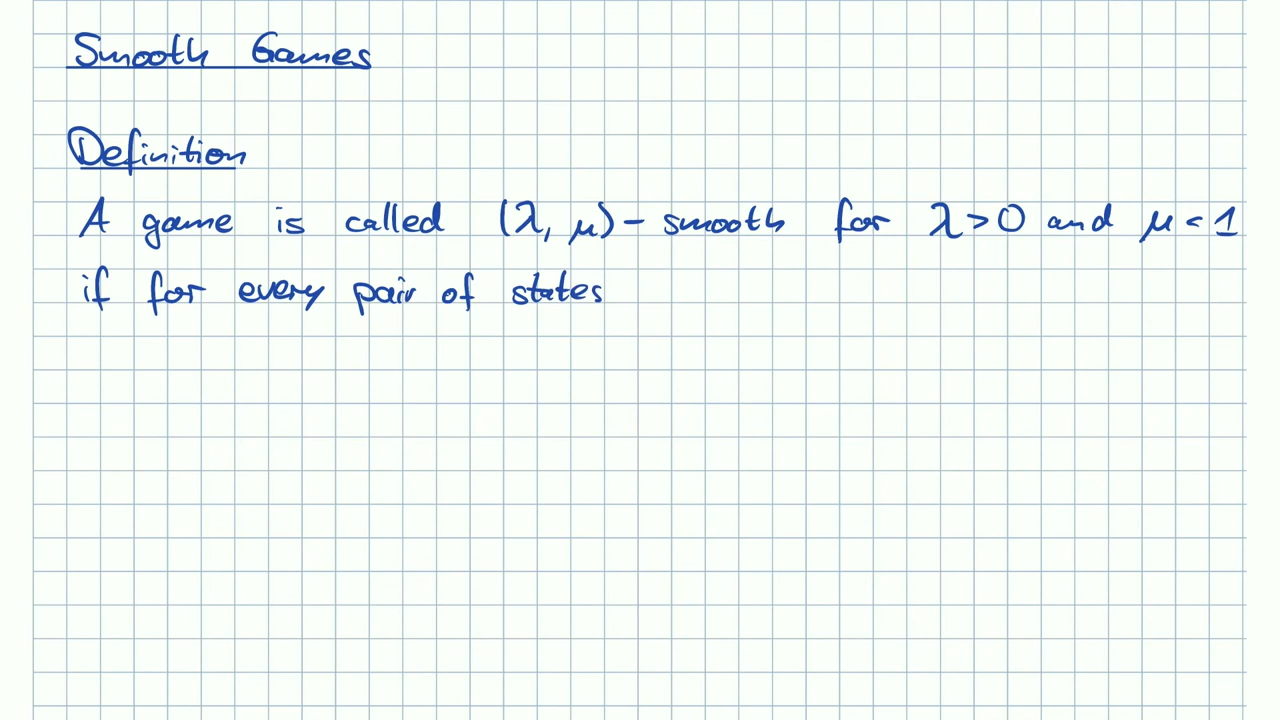 Smooth Games
Definition
A game is called (λ, μ) - smooth for λ > 0 and μ < 1
if for every pair of states